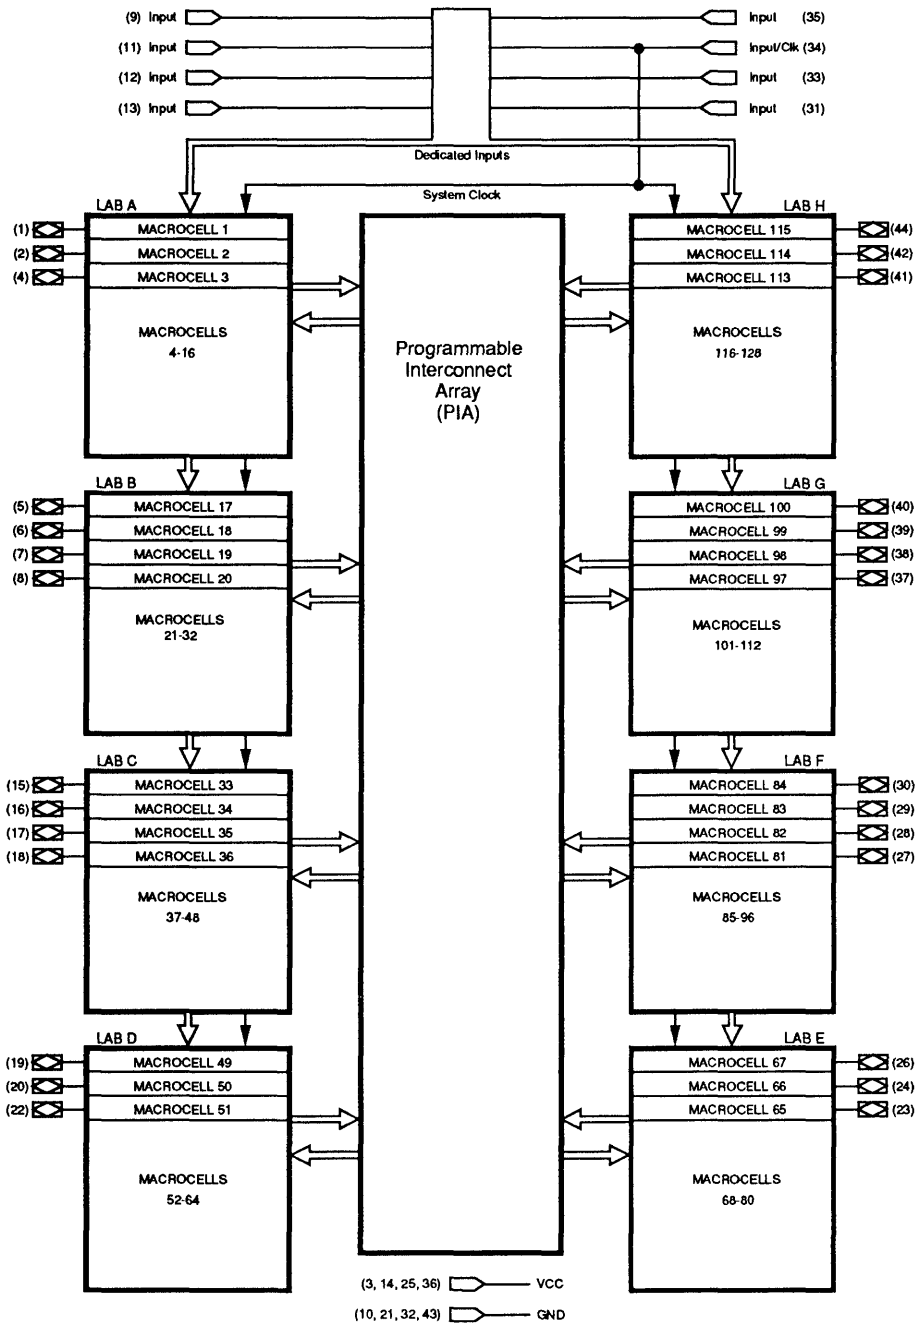 (9) Input Input (35)
(11) Input Input/Clk (34)
(12) Input Input (33)
(13) Input Input (31)
Dedicated Inputs
System Clock
LAB A LAB H
(1) MACROCELL 1 MACROCELL 115 (44)
(2) MACROCELL 2 MACROCELL 114 (42)
(4) MACROCELL 3 MACROCELL 113 (41)
MACROCELLS MACROCELLS
4-16 116-128
Programmable
Interconnect
Array
(PIA)
LAB B LAB G
(5) MACROCELL 17 MACROCELL 100 (40)
(6) MACROCELL 18 MACROCELL 99 (39)
(7) MACROCELL 19 MACROCELL 98 (38)
(8) MACROCELL 20 MACROCELL 97 (37)
MACROCELLS MACROCELLS
21-32 101-112
LAB C LAB F
(15) MACROCELL 33 MACROCELL 84 (30)
(16) MACROCELL 34 MACROCELL 83 (29)
(17) MACROCELL 35 MACROCELL 82 (28)
(18) MACROCELL 36 MACROCELL 81 (27)
MACROCELLS MACROCELLS
37-48 85-96
LAB D LAB E
(19) MACROCELL 49 MACROCELL 67 (26)
(20) MACROCELL 50 MACROCELL 66 (24)
(22) MACROCELL 51 MACROCELL 65 (23)
MACROCELLS MACROCELLS
52-64 68-80
(3, 14, 25, 36) VCC
(10, 21, 32, 43) GND